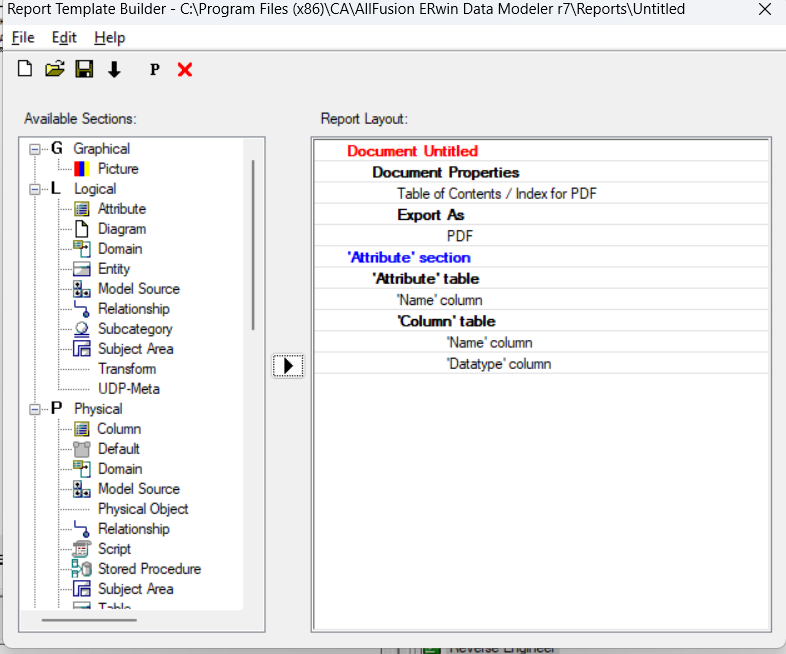 Report Template Builder - C:\Program Files (x86)\CA\AllFusion ERwin Data Modeler r7\Reports\Untitled
File Edit Help
P
Available Sections:
G Graphical
Picture
L Logical
Attribute
Diagram
Domain
Entity
Model Source
Relationship
Subcategory
Subject Area
Transform
UDP-Meta
P Physical
Column
Default
Domain
Model Source
Physical Object
Relationship
Script
Stored Procedure
Subject Area
Table
Report Layout:
Document Untitled
Document Properties
Table of Contents / Index for PDF
Export As
PDF
'Attribute' section
'Attribute' table
'Name' column
'Column' table
'Name' column
'Datatype' column
Reverse Engineer